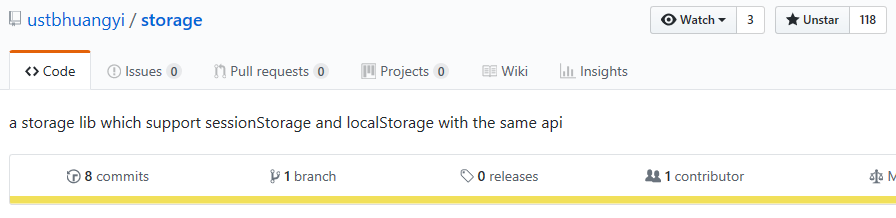 ustbhuangyi / storage Watch 3 Unstar 118
Code Issues 0 Pull requests 0 Projects 0 Wiki Insights
a storage lib which support sessionStorage and localStorage with the same api
8 commits 1 branch 0 releases 1 contributor